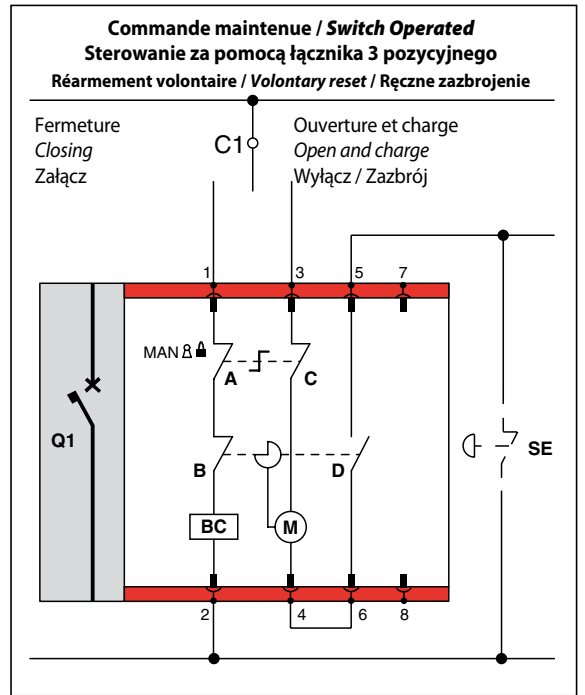 Commande maintenue / Switch Operated
Sterowanie za pomocą łącznika 3 pozycyjnego
Réarmement volontaire / Volontary reset / Ręczne zazbrojenie
Fermeture
Closing
Załącz
C1
Ouverture et charge
Open and charge
Wyłącz / Zazbrój
1 3 5 7
MAN
A C
Q1
B D
SE
BC M
2 4 6 8